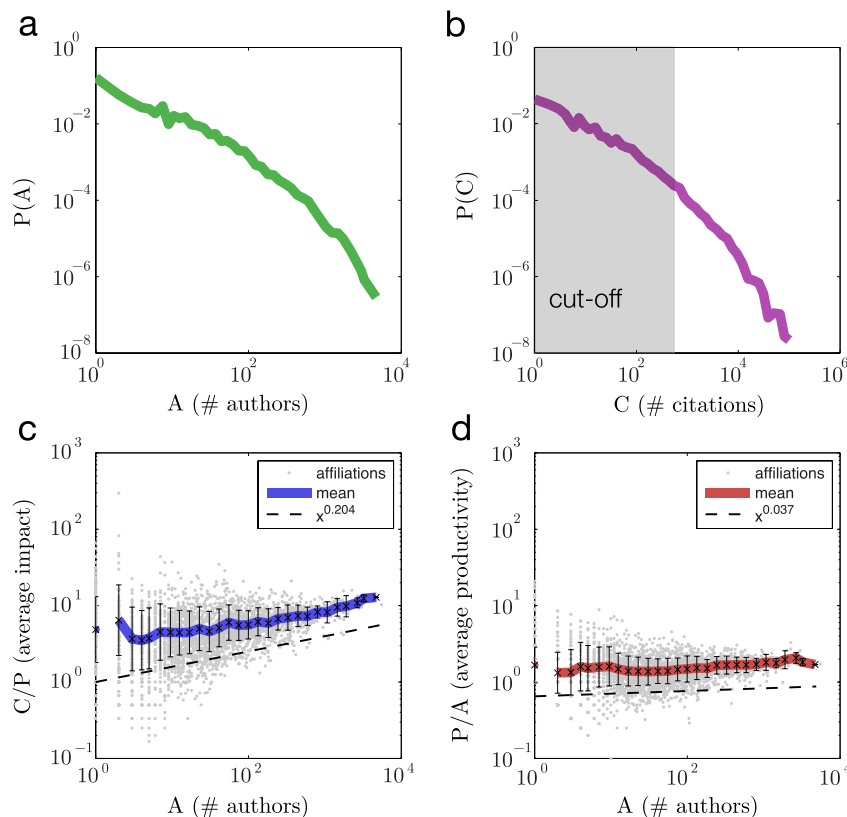 a
10^0
10^-2
10^-4
10^-6
10^-8
P(A)
10^0
10^2
10^4
A (# authors)
b
10^0
10^-2
10^-4
10^-6
10^-8
P(C)
cut-off
10^0
10^2
10^4
10^6
C (# citations)
c
10^3
10^2
10^1
10^0
10^-1
C/P (average impact)
affiliations
mean
x^0.204
10^0
10^2
10^4
A (# authors)
d
10^3
10^2
10^1
10^0
10^-1
P/A (average productivity)
affiliations
mean
x^0.037
10^0
10^2
10^4
A (# authors)